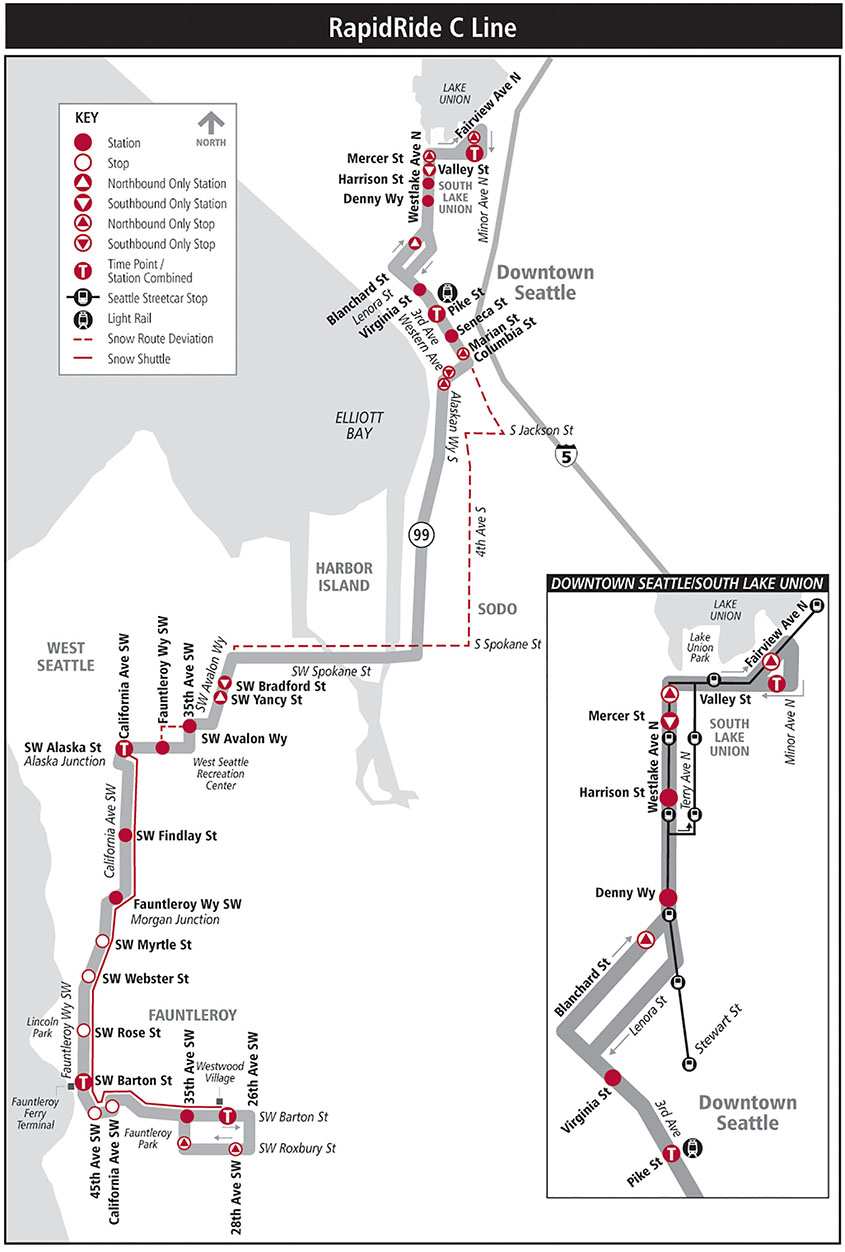 RapidRide C Line
KEY
NORTH
Station
Stop
Northbound Only Station
Southbound Only Station
Northbound Only Stop
Southbound Only Stop
T
Time Point /
Station Combined
Seattle Streetcar Stop
Light Rail
Snow Route Deviation
Snow Shuttle
LAKE
UNION
Fairview Ave N
Westlake Ave N
Mercer St
T
Valley St
Harrison St
SOUTH
LAKE
UNION
Denny Wy
Minor Ave N
Blanchard St
Lenora St
Virginia St
Downtown
Seattle
T
Pike St
3rd Ave
Seneca St
Western Ave
Marian St
Columbia St
ELLIOTT
BAY
Alaskan Wy S
S Jackson St
5
99
4th Ave S
HARBOR
ISLAND
SODO
S Spokane St
SW Spokane St
WEST
SEATTLE
California Ave SW
Fauntleroy Wy SW
35th Ave SW
SW Avalon Wy
SW Bradford St
SW Yancy St
SW Avalon Wy
SW Alaska St
Alaska Junction
T
West Seattle
Recreation
Center
California Ave SW
SW Findlay St
Fauntleroy Wy SW
Morgan Junction
SW Myrtle St
SW Webster St
Fauntleroy Wy SW
Lincoln
Park
SW Rose St
FAUNTLEROY
T
SW Barton St
Fauntleroy
Ferry
Terminal
35th Ave SW
Westwood
Village
26th Ave SW
T
SW Barton St
Fauntleroy
Park
SW Roxbury St
45th Ave SW
California Ave SW
28th Ave SW
DOWNTOWN SEATTLE/SOUTH LAKE UNION
LAKE
UNION
Lake
Union
Park
Fairview Ave N
T
Valley St
Mercer St
SOUTH
LAKE
UNION
Minor Ave N
Westlake Ave N
Terry Ave N
Harrison St
Denny Wy
Blanchard St
Lenora St
Stewart St
Virginia St
3rd Ave
Downtown
Seattle
T
Pike St